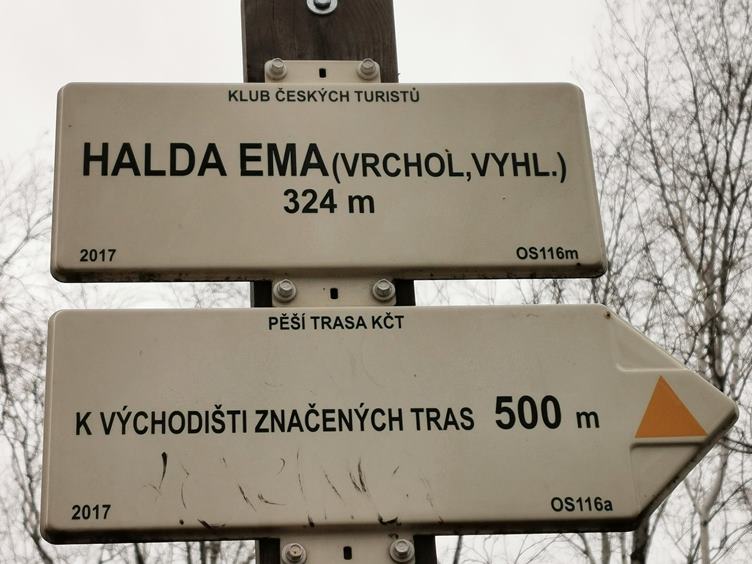 KLUB ČESKÝCH TURISTŮ
HALDA EMA (VRCHOL,VYHL.)
324 m
2017 OS116m
PĚŠÍ TRASA KČT
K VÝCHODIŠTI ZNAČENÝCH TRAS 500 m
2017 OS116a